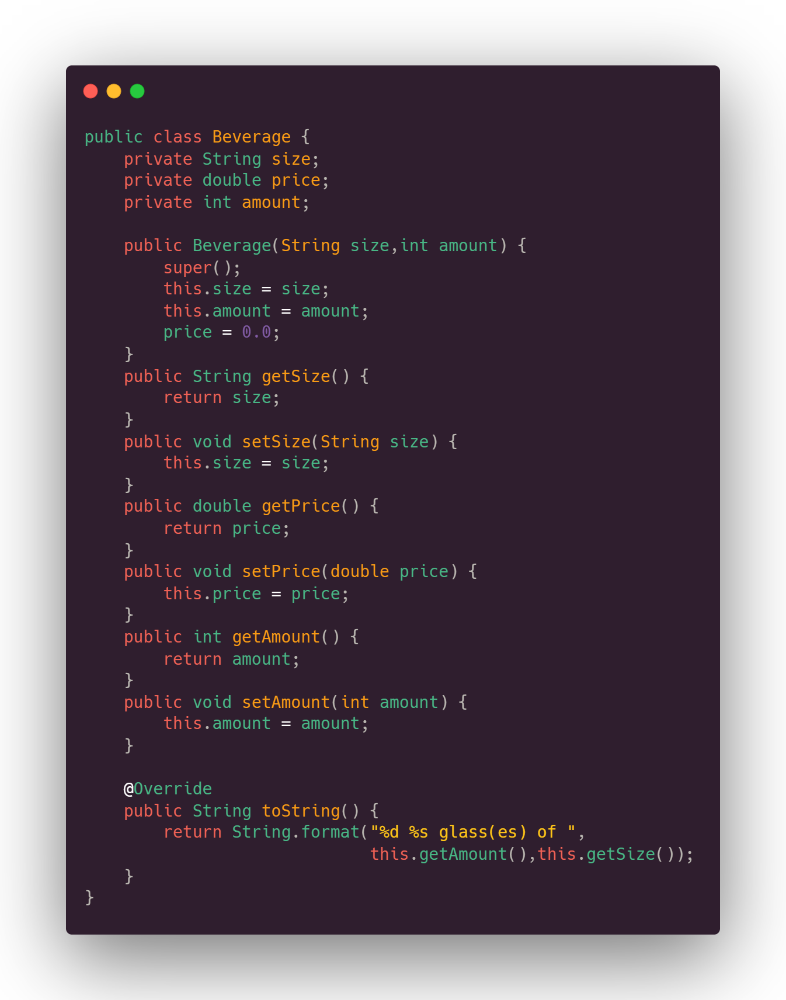 public class Beverage {
    private String size;
    private double price;
    private int amount;

    public Beverage(String size,int amount) {
        super();
        this.size = size;
        this.amount = amount;
        price = 0.0;
    }
    public String getSize() {
        return size;
    }
    public void setSize(String size) {
        this.size = size;
    }
    public double getPrice() {
        return price;
    }
    public void setPrice(double price) {
        this.price = price;
    }
    public int getAmount() {
        return amount;
    }
    public void setAmount(int amount) {
        this.amount = amount;
    }

    @Override
    public String toString() {
        return String.format("%d %s glass(es) of ",
                             this.getAmount(),this.getSize());
    }
}